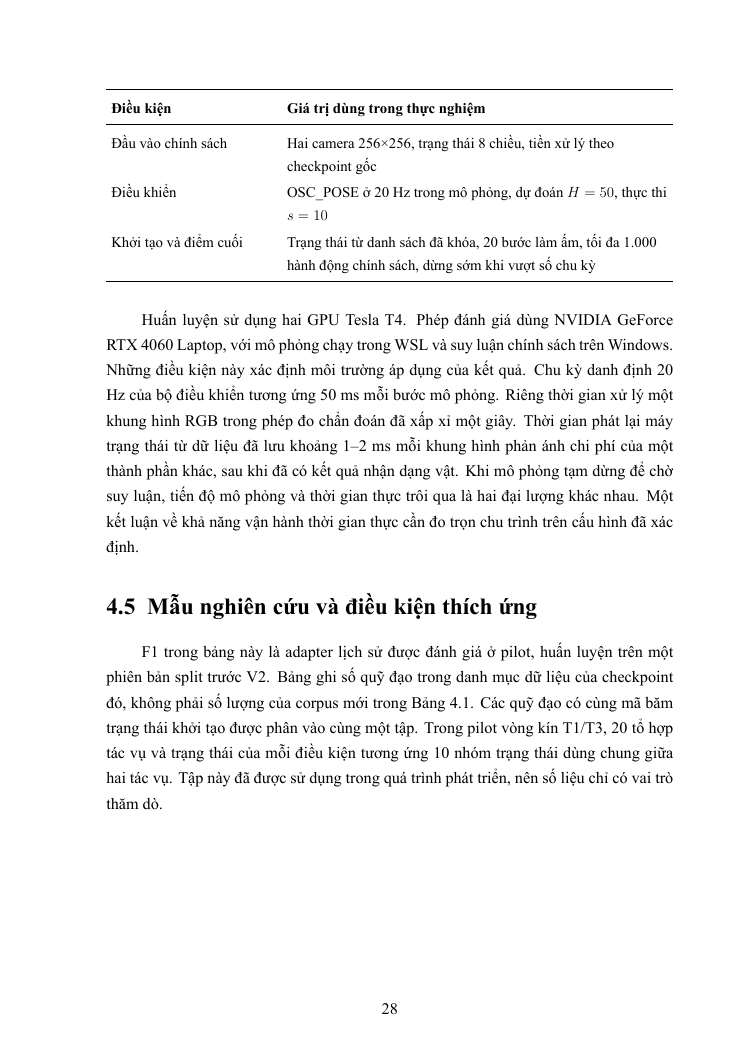 Điều kiện Giá trị dùng trong thực nghiệm
Đầu vào chính sách Hai camera 256×256, trạng thái 8 chiều, tiền xử lý theo
checkpoint gốc
Điều khiển OSC_POSE ở 20 Hz trong mô phỏng, dự đoán H = 50, thực thi
s = 10
Khởi tạo và điểm cuối Trạng thái từ danh sách đã khóa, 20 bước làm ấm, tối đa 1.000
hành động chính sách, dừng sớm khi vượt số chu kỳ
Huấn luyện sử dụng hai GPU Tesla T4. Phép đánh giá dùng NVIDIA GeForce
RTX 4060 Laptop, với mô phỏng chạy trong WSL và suy luận chính sách trên Windows.
Những điều kiện này xác định môi trường áp dụng của kết quả. Chu kỳ danh định 20
Hz của bộ điều khiển tương ứng 50 ms mỗi bước mô phỏng. Riêng thời gian xử lý một
khung hình RGB trong phép đo chẩn đoán đã xấp xỉ một giây. Thời gian phát lại máy
trạng thái từ dữ liệu đã lưu khoảng 1–2 ms mỗi khung hình phản ánh chi phí của một
thành phần khác, sau khi đã có kết quả nhận dạng vật. Khi mô phỏng tạm dừng để chờ
suy luận, tiến độ mô phỏng và thời gian thực trôi qua là hai đại lượng khác nhau. Một
kết luận về khả năng vận hành thời gian thực cần đo trọn chu trình trên cấu hình đã xác
định.
4.5 Mẫu nghiên cứu và điều kiện thích ứng
F1 trong bảng này là adapter lịch sử được đánh giá ở pilot, huấn luyện trên một
phiên bản split trước V2. Bảng ghi số quỹ đạo trong danh mục dữ liệu của checkpoint
đó, không phải số lượng của corpus mới trong Bảng 4.1. Các quỹ đạo có cùng mã băm
trạng thái khởi tạo được phân vào cùng một tập. Trong pilot vòng kín T1/T3, 20 tổ hợp
tác vụ và trạng thái của mỗi điều kiện tương ứng 10 nhóm trạng thái dùng chung giữa
hai tác vụ. Tập này đã được sử dụng trong quá trình phát triển, nên số liệu chỉ có vai trò
thăm dò.
28